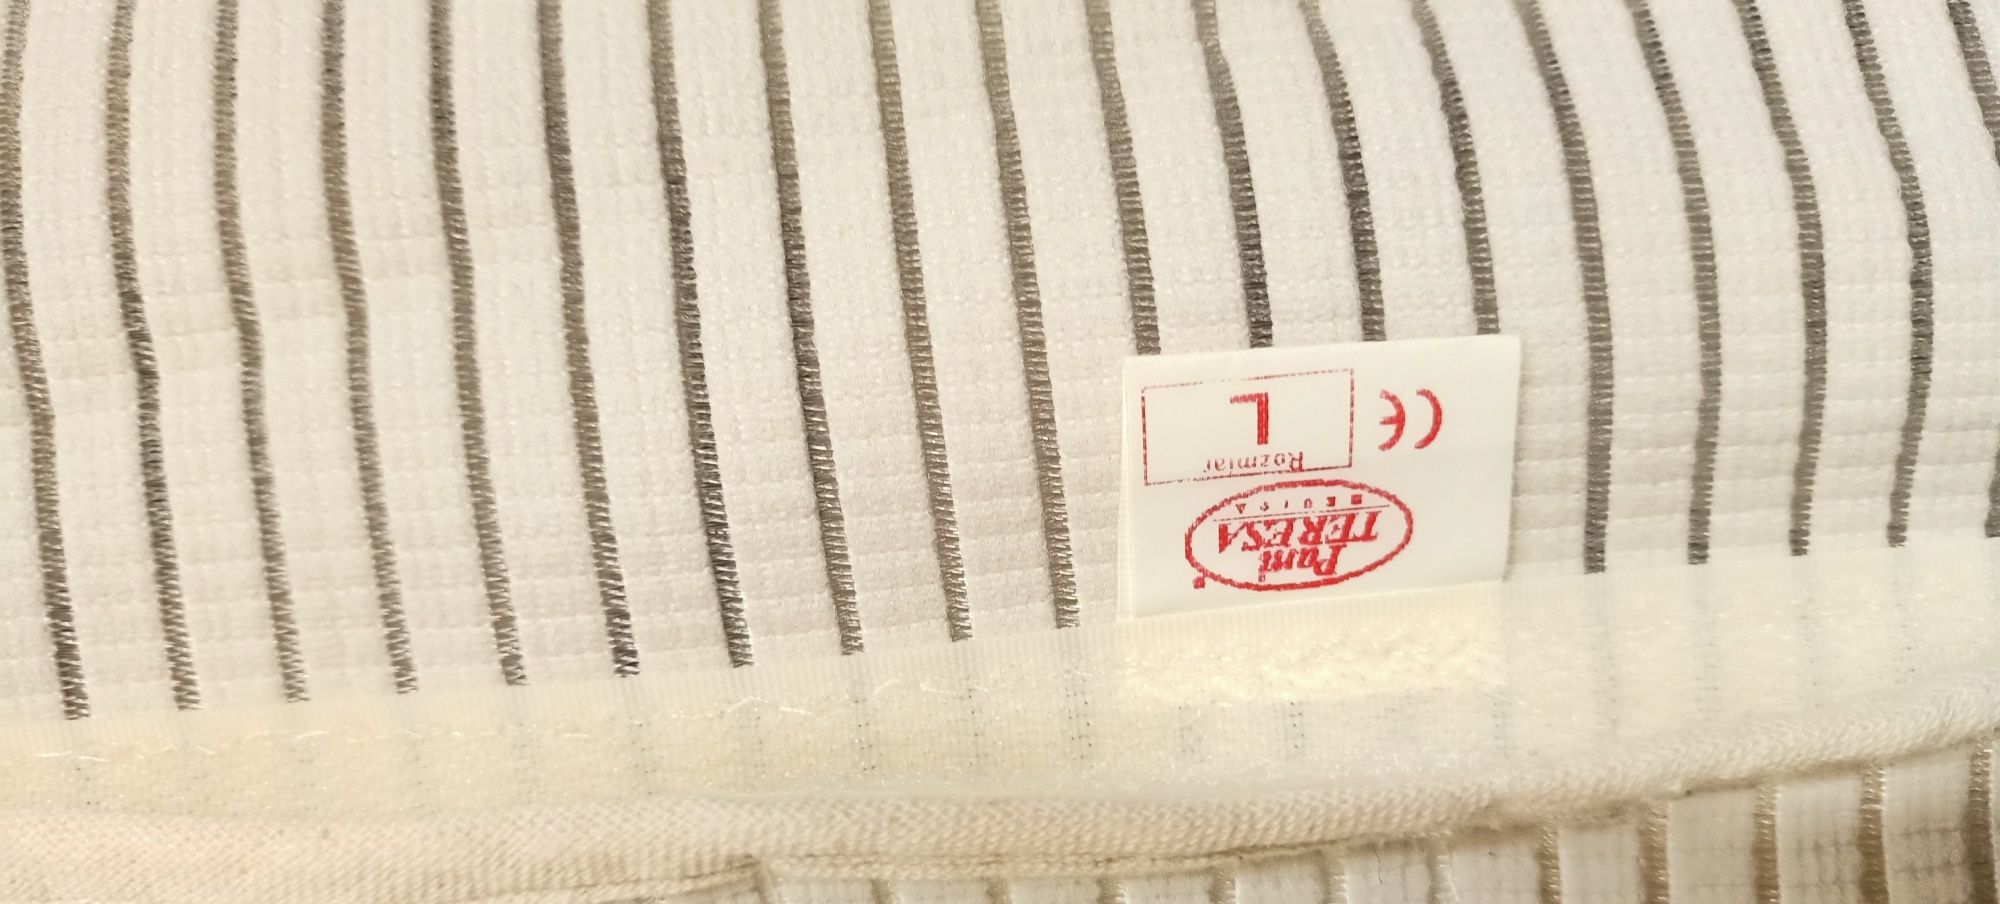 Pani ®
TERESA
MEDICA
Rozmiar
L
CE